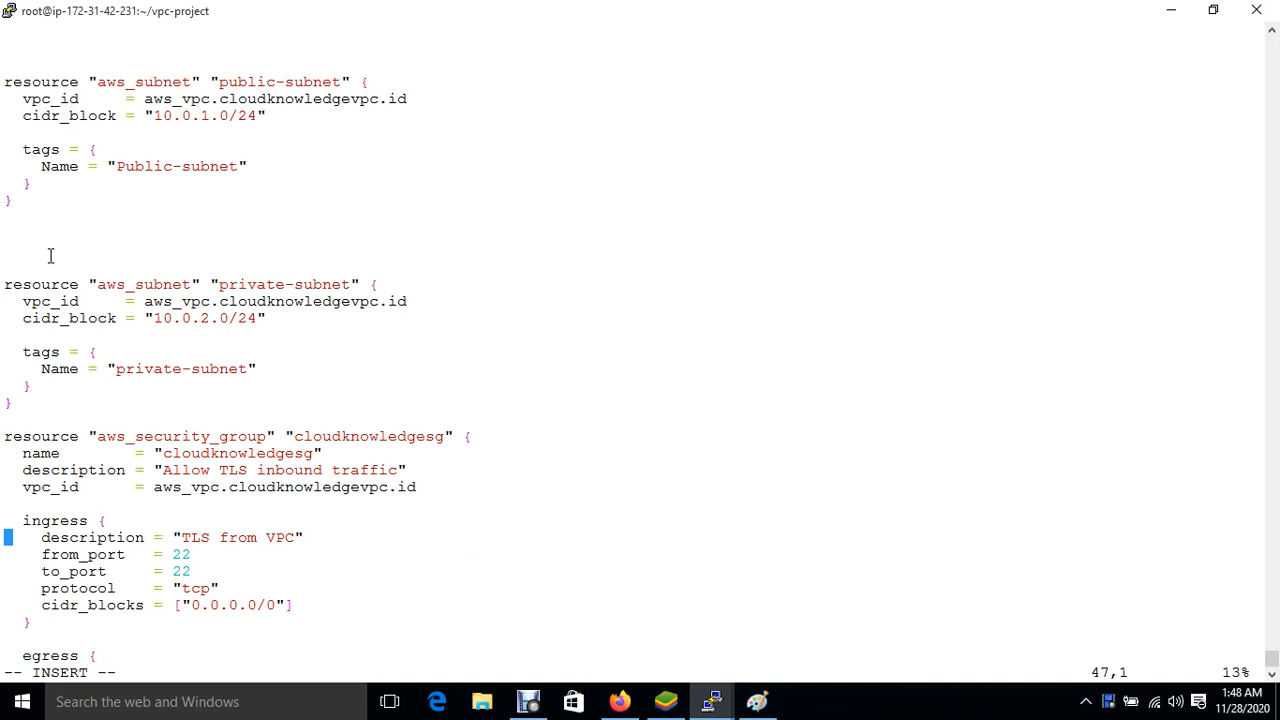 root@ip-172-31-42-231:~/vpc-project
resource "aws_subnet" "public-subnet" {
  vpc_id     = aws_vpc.cloudknowledgevpc.id
  cidr_block = "10.0.1.0/24"
  tags = {
    Name = "Public-subnet"
  }
}
resource "aws_subnet" "private-subnet" {
  vpc_id     = aws_vpc.cloudknowledgevpc.id
  cidr_block = "10.0.2.0/24"
  tags = {
    Name = "private-subnet"
  }
}
resource "aws_security_group" "cloudknowledgesg" {
  name        = "cloudknowledgesg"
  description = "Allow TLS inbound traffic"
  vpc_id      = aws_vpc.cloudknowledgevpc.id
  ingress {
    description = "TLS from VPC"
    from_port   = 22
    to_port     = 22
    protocol    = "tcp"
    cidr_blocks = ["0.0.0.0/0"]
  }
  egress {
-- INSERT -- 47,1 13%
Search the web and Windows
1:48 AM
11/28/2020